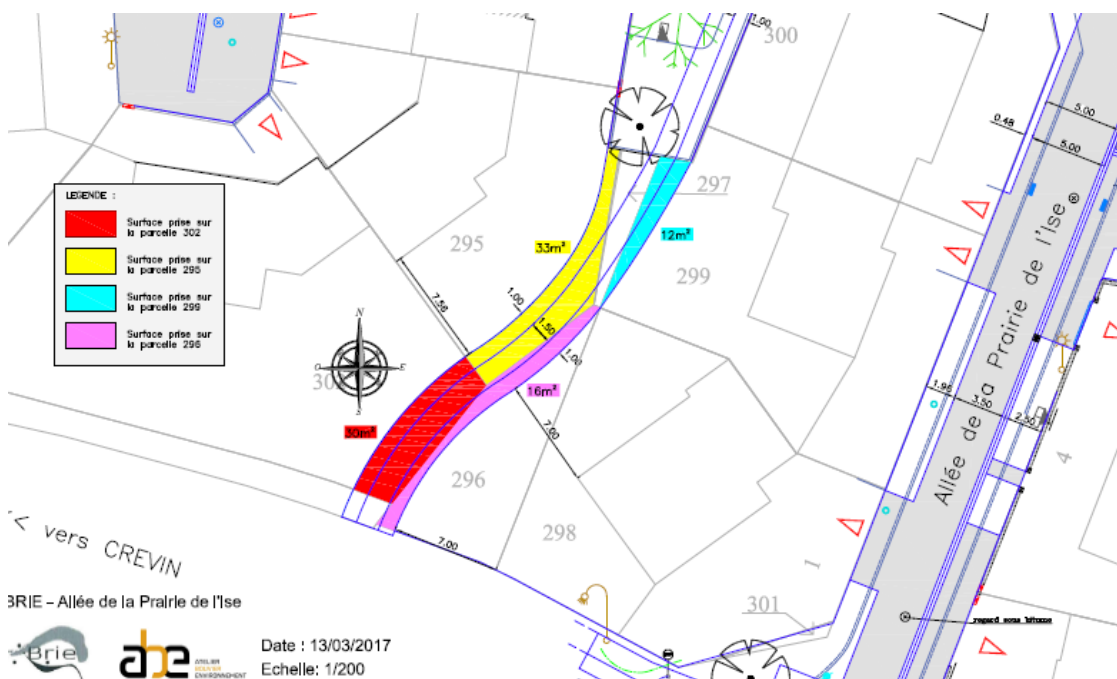 1.00
300
5.00
0.48
5.00
297
LEGENDE :
Surface prise sur
la parcelle 302
Surface prise sur
la parcelle 295
Surface prise sur
la parcelle 299
Surface prise sur
la parcelle 296
295
33m²
12m²
299
7.56
1.00
1.50
1.00
N
O
E
S
16m²
30m²
7.00
296
298
7.00
1.96
3.50
2.50
Allée de la Prairie de l'Ise
4
1
301
regard sous bitume
< vers CREVIN
BRIE - Allée de la Prairie de l'Ise
Brie
abe
ATELIER
BOUVIER
ENVIRONNEMENT
Date : 13/03/2017
Echelle: 1/200